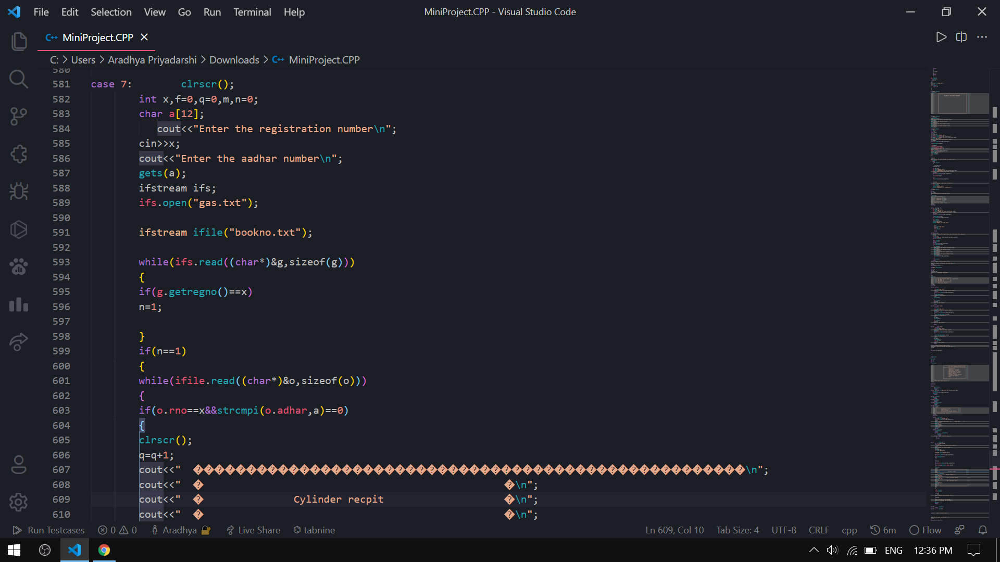 File Edit Selection View Go Run Terminal Help MiniProject.CPP - Visual Studio Code
C++ MiniProject.CPP
C: > Users > Aradhya Priyadarshi > Downloads > C++ MiniProject.CPP
580
581 case 7: clrscr();
582 int x,f=0,q=0,m,n=0;
583 char a[12];
584 cout<<"Enter the registration number\n";
585 cin>>x;
586 cout<<"Enter the aadhar number\n";
587 gets(a);
588 ifstream ifs;
589 ifs.open("gas.txt");
590
591 ifstream ifile("bookno.txt");
592
593 while(ifs.read((char*)&g,sizeof(g)))
594 {
595 if(g.getregno()==x)
596 n=1;
597
598 }
599 if(n==1)
600 {
601 while(ifile.read((char*)&o,sizeof(o)))
602 {
603 if(o.rno==x&&strcmpi(o.adhar,a)==0)
604 {
605 clrscr();
606 q=q+1;
607 cout<<" ������������������������������������������������������\n";
608 cout<<" � �\n";
609 cout<<" � Cylinder recpit �\n";
610 cout<<" � �\n";
Run Testcases 0 0 Aradhya Live Share tabnine Ln 609, Col 10 Tab Size: 4 UTF-8 CRLF cpp 6m Flow
ENG 12:36 PM